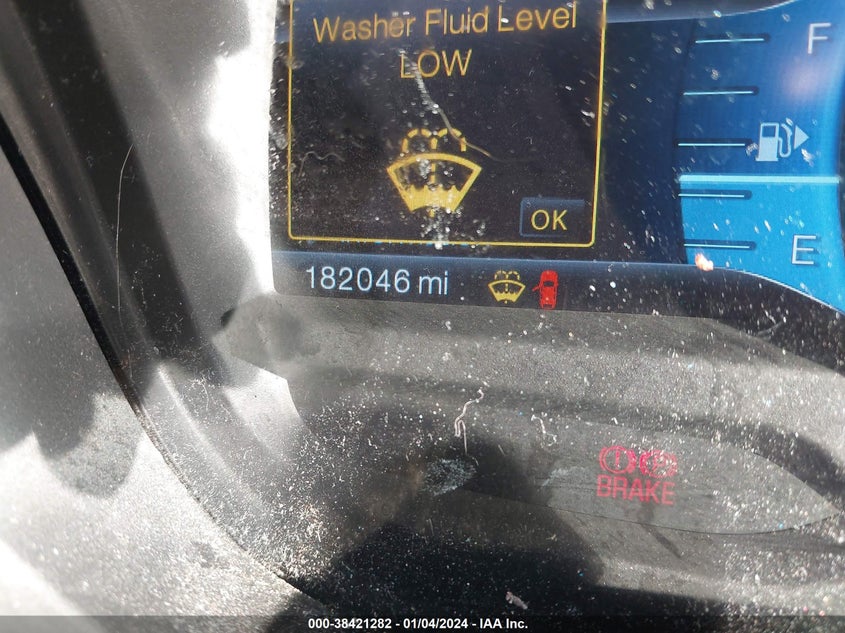 Washer Fluid Level
LOW
OK
F
E
182046 mi
BRAKE
000-38421282 - 01/04/2024 - IAA Inc.